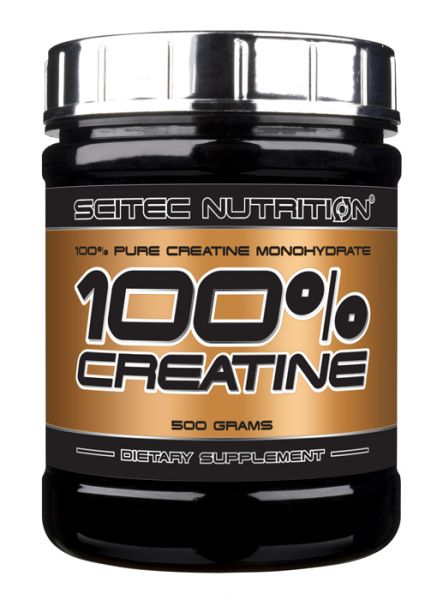 SCITEC NUTRITION®
100% PURE CREATINE MONOHYDRATE
100%
CREATINE
500 GRAMS
DIETARY SUPPLEMENT